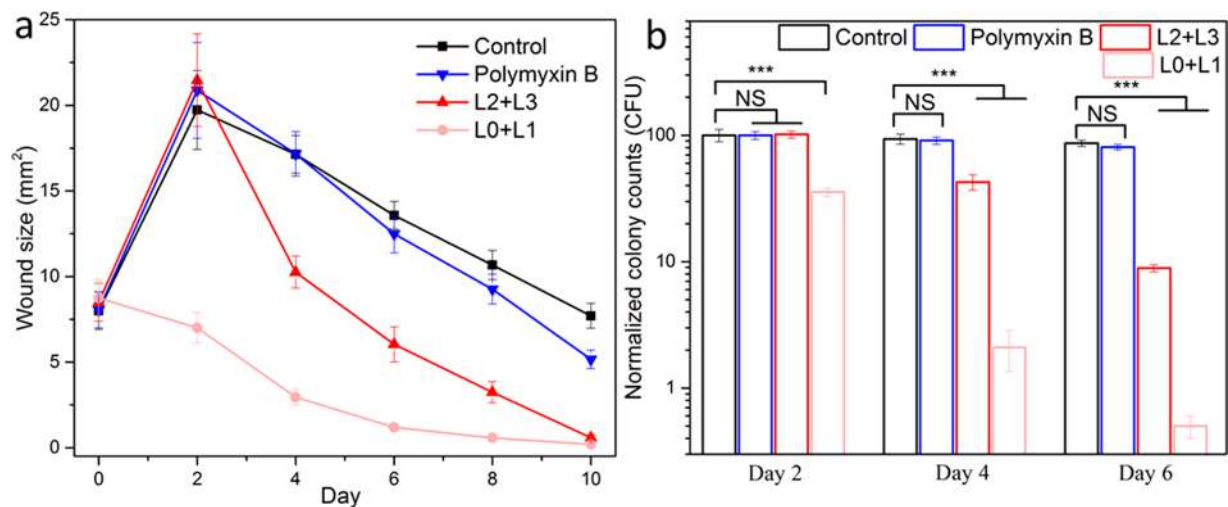 a
25
20
15
10
5
0
Wound size (mm²)
Control
Polymyxin B
L2+L3
L0+L1
0 2 4 6 8 10
Day
b
Control Polymyxin B L2+L3
L0+L1
Normalized colony counts (CFU)
100
10
1
*** *** ***
NS NS NS
Day 2 Day 4 Day 6